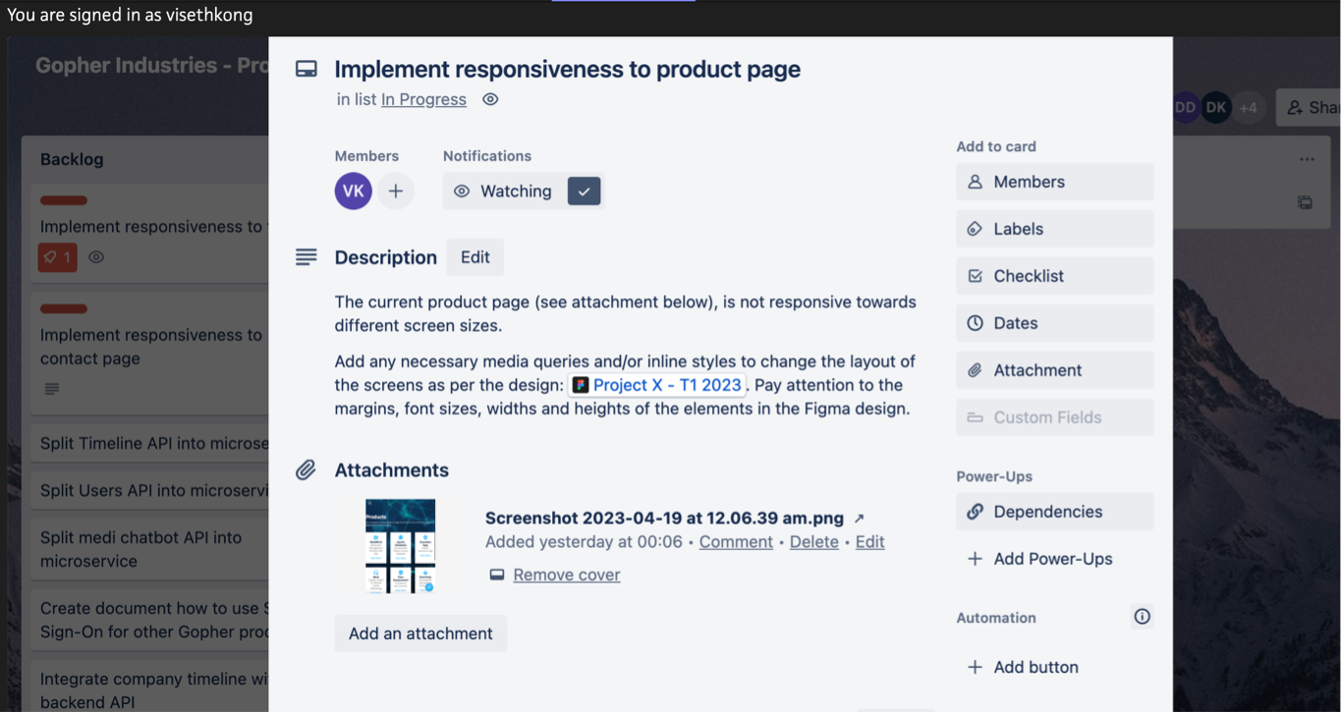 You are signed in as visethkong
Gopher Industries - Pro
DD DK +4 Shar
Backlog
Implement responsiveness to
1
Implement responsiveness to
contact page
Split Timeline API into microse
Split Users API into microservi
Split medi chatbot API into
microservice
Create document how to use S
Sign-On for other Gopher prod
Integrate company timeline wi
backend API
Implement responsiveness to product page
in list In Progress
Members
VK
Notifications
Watching
Description Edit
The current product page (see attachment below), is not responsive towards
different screen sizes.
Add any necessary media queries and/or inline styles to change the layout of
the screens as per the design: Project X - T1 2023. Pay attention to the
margins, font sizes, widths and heights of the elements in the Figma design.
Attachments
Products
Screenshot 2023-04-19 at 12.06.39 am.png ↗
Added yesterday at 00:06 • Comment • Delete • Edit
Remove cover
Add an attachment
Add to card
Members
Labels
Checklist
Dates
Attachment
Custom Fields
Power-Ups
Dependencies
+ Add Power-Ups
Automation
+ Add button